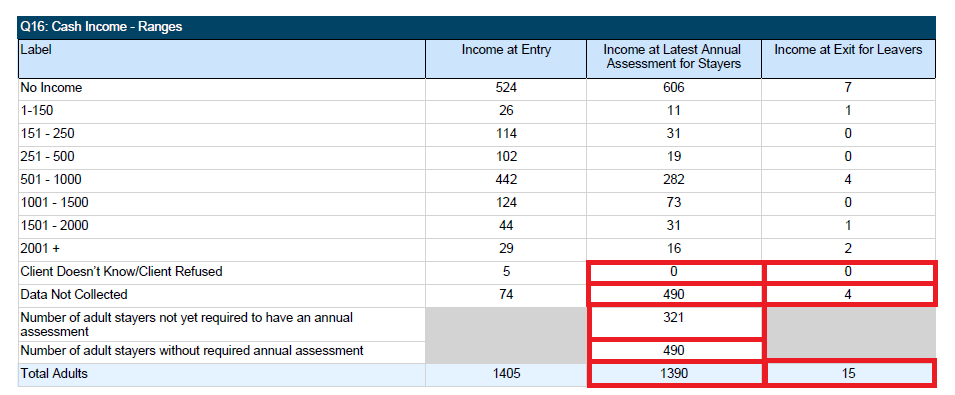 Q16: Cash Income - Ranges
Label Income at Entry Income at Latest Annual Assessment for Stayers Income at Exit for Leavers
No Income 524 606 7
1-150 26 11 1
151 - 250 114 31 0
251 - 500 102 19 0
501 - 1000 442 282 4
1001 - 1500 124 73 0
1501 - 2000 44 31 1
2001 + 29 16 2
Client Doesn't Know/Client Refused 5 0 0
Data Not Collected 74 490 4
Number of adult stayers not yet required to have an annual assessment 321
Number of adult stayers without required annual assessment 490
Total Adults 1405 1390 15